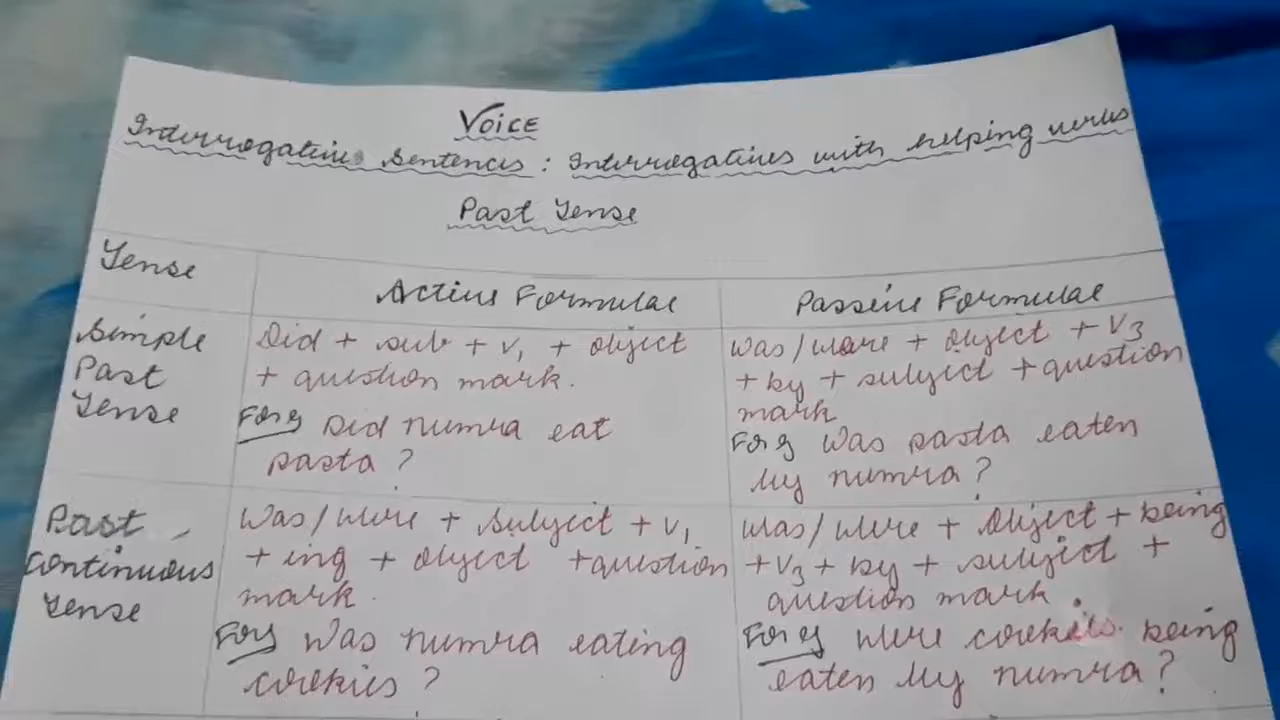 VOICE
Interrogative Sentences: Interrogatives with helping verbs
Past Tense
Tense
Active Formulae
Passive Formulae
Simple
Past
Tense
Did + sub + V1 + object
+ question mark.
For eg Did numra eat
pasta?
was/were + object + V3
+ by + subject + question
mark
For eg Was pasta eaten
by numra?
Past
Continuous
Tense
Was/were + subject + V1
+ ing + object + question
mark.
For eg Was numra eating
cookies?
was/were + object + being
+ V3 + by + subject +
question mark.
For eg were cookies being
eaten by numra?